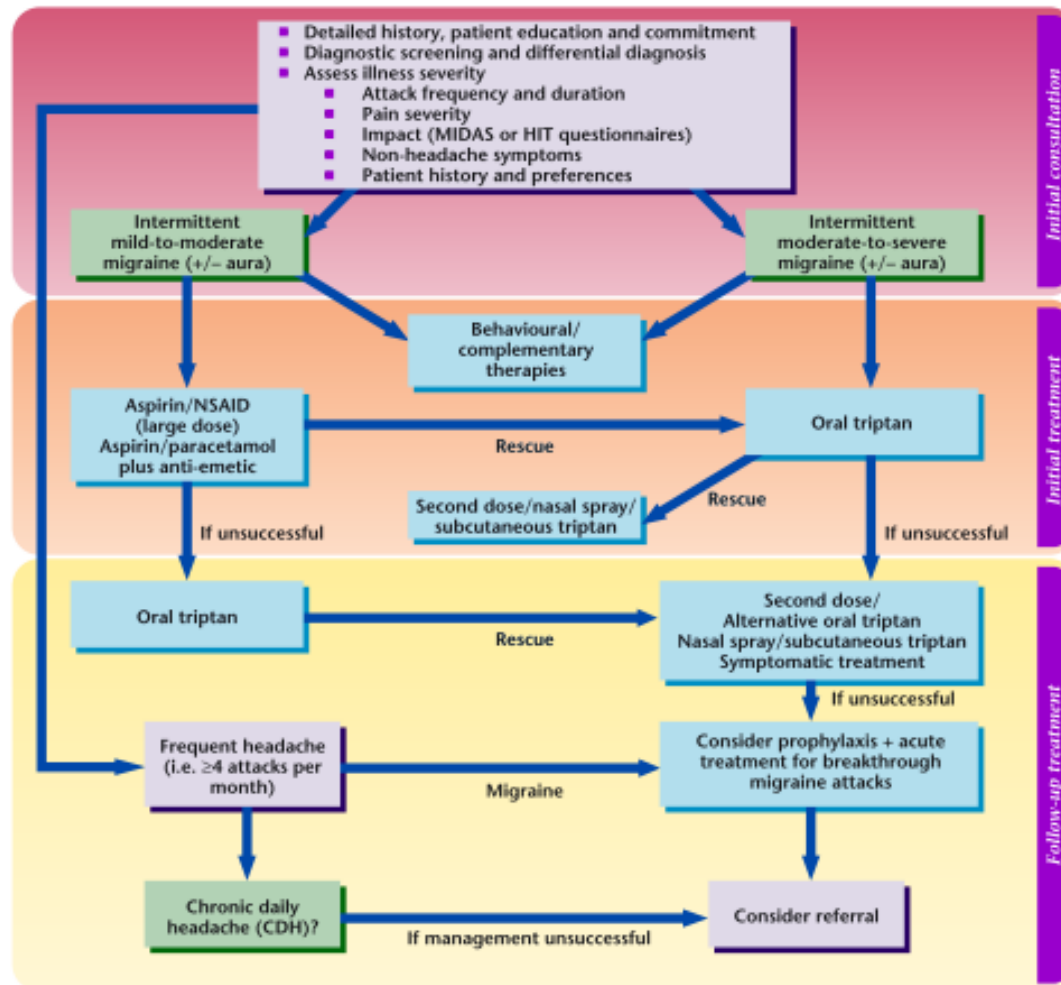 Detailed history, patient education and commitment
Diagnostic screening and differential diagnosis
Assess illness severity
Attack frequency and duration
Pain severity
Impact (MIDAS or HIT questionnaires)
Non-headache symptoms
Patient history and preferences
Initial consultation
Intermittent
mild-to-moderate
migraine (+/– aura)
Intermittent
moderate-to-severe
migraine (+/– aura)
Behavioural/
complementary
therapies
Initial treatment
Aspirin/NSAID
(large dose)
Aspirin/paracetamol
plus anti-emetic
Rescue
Oral triptan
Rescue
Second dose/nasal spray/
subcutaneous triptan
If unsuccessful
If unsuccessful
Oral triptan
Rescue
Second dose/
Alternative oral triptan
Nasal spray/subcutaneous triptan
Symptomatic treatment
If unsuccessful
Follow-up treatment
Frequent headache
(i.e. ≥4 attacks per
month)
Migraine
Consider prophylaxis + acute
treatment for breakthrough
migraine attacks
Chronic daily
headache (CDH)?
If management unsuccessful
Consider referral